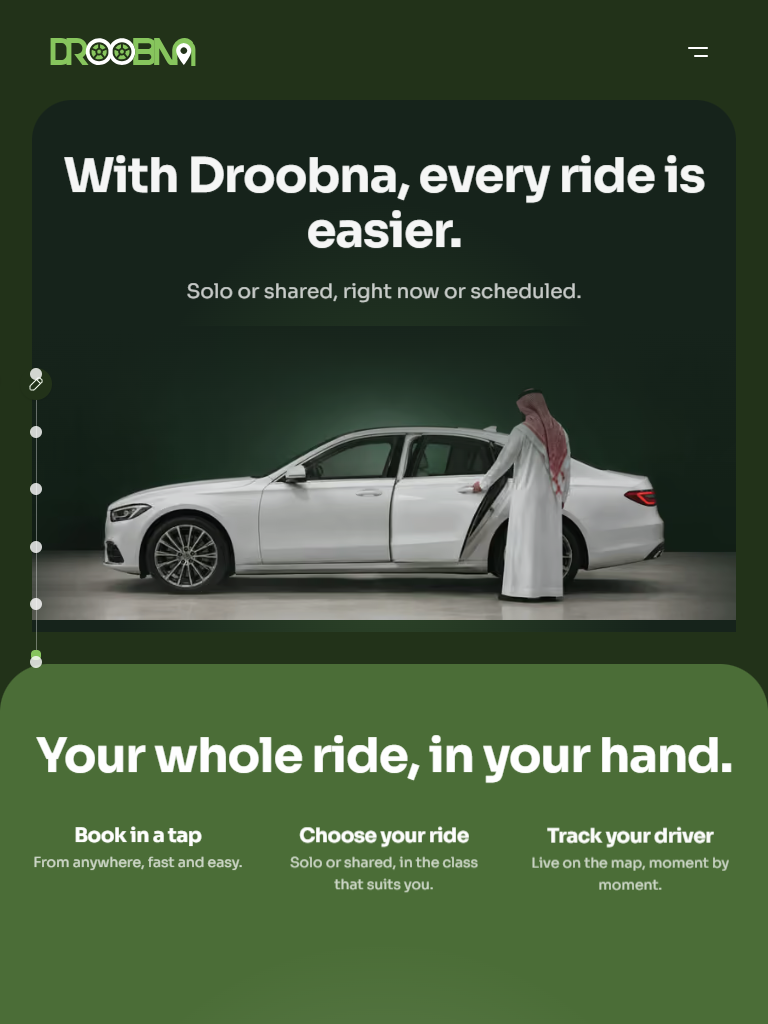 DROOBNA
With Droobna, every ride is
easier.
Solo or shared, right now or scheduled.
Your whole ride, in your hand.
Book in a tap
From anywhere, fast and easy.
Choose your ride
Solo or shared, in the class
that suits you.
Track your driver
Live on the map, moment by
moment.